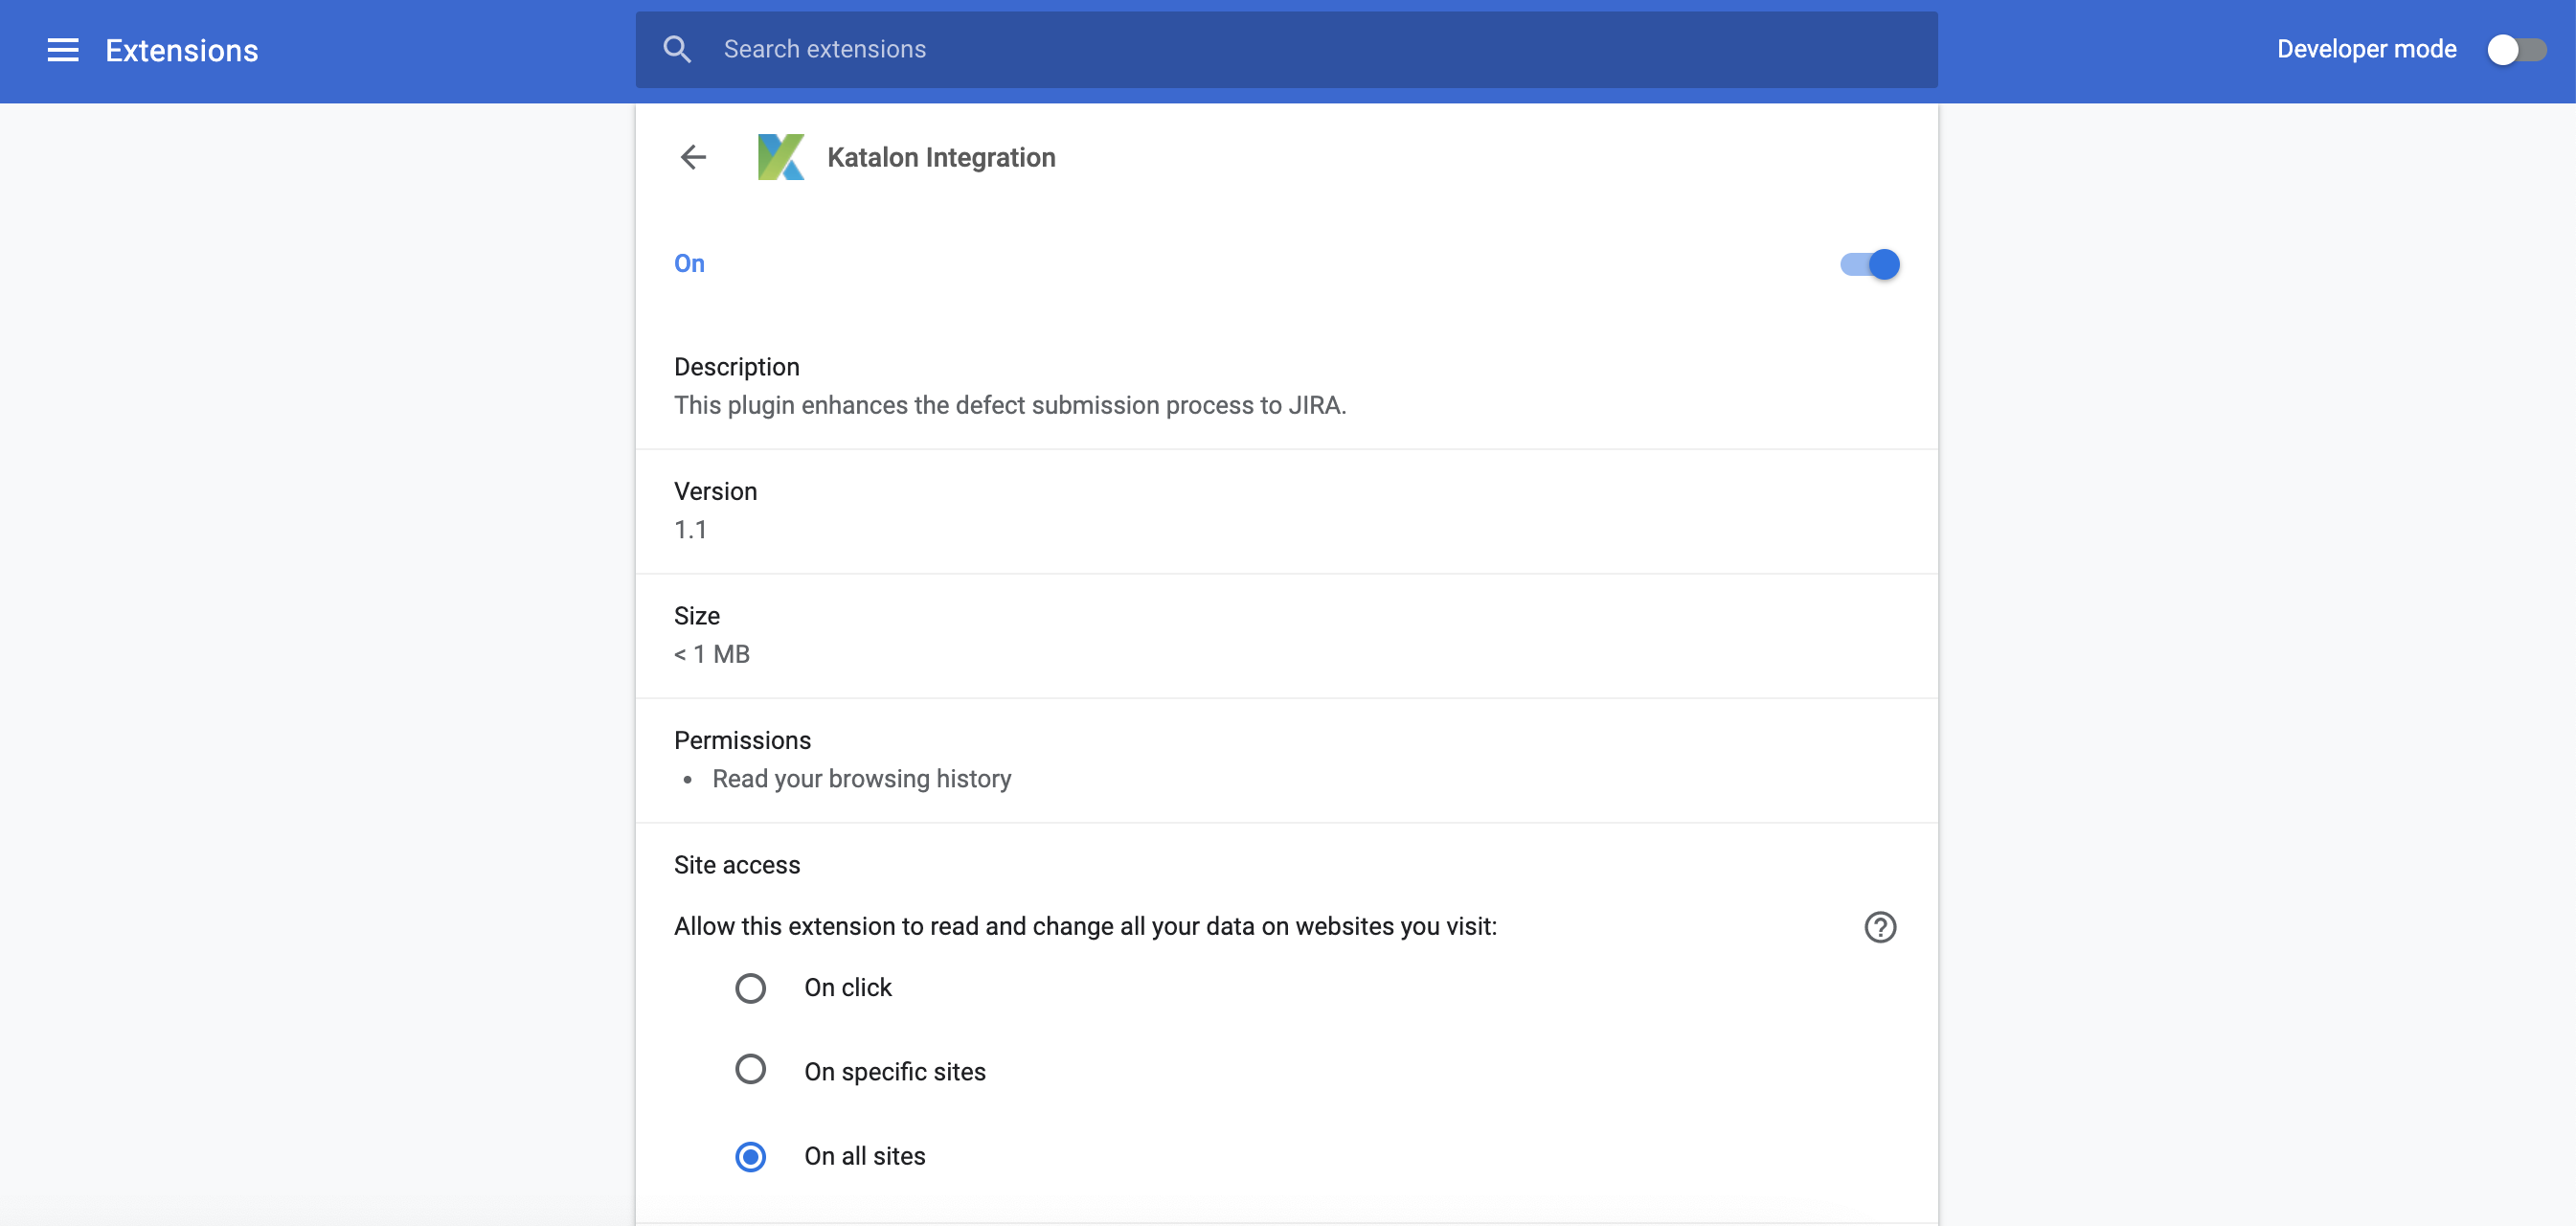 Extensions
Search extensions
Developer mode
Katalon Integration
On
Description
This plugin enhances the defect submission process to JIRA.
Version
1.1
Size
< 1 MB
Permissions
• Read your browsing history
Site access
Allow this extension to read and change all your data on websites you visit:
On click
On specific sites
On all sites